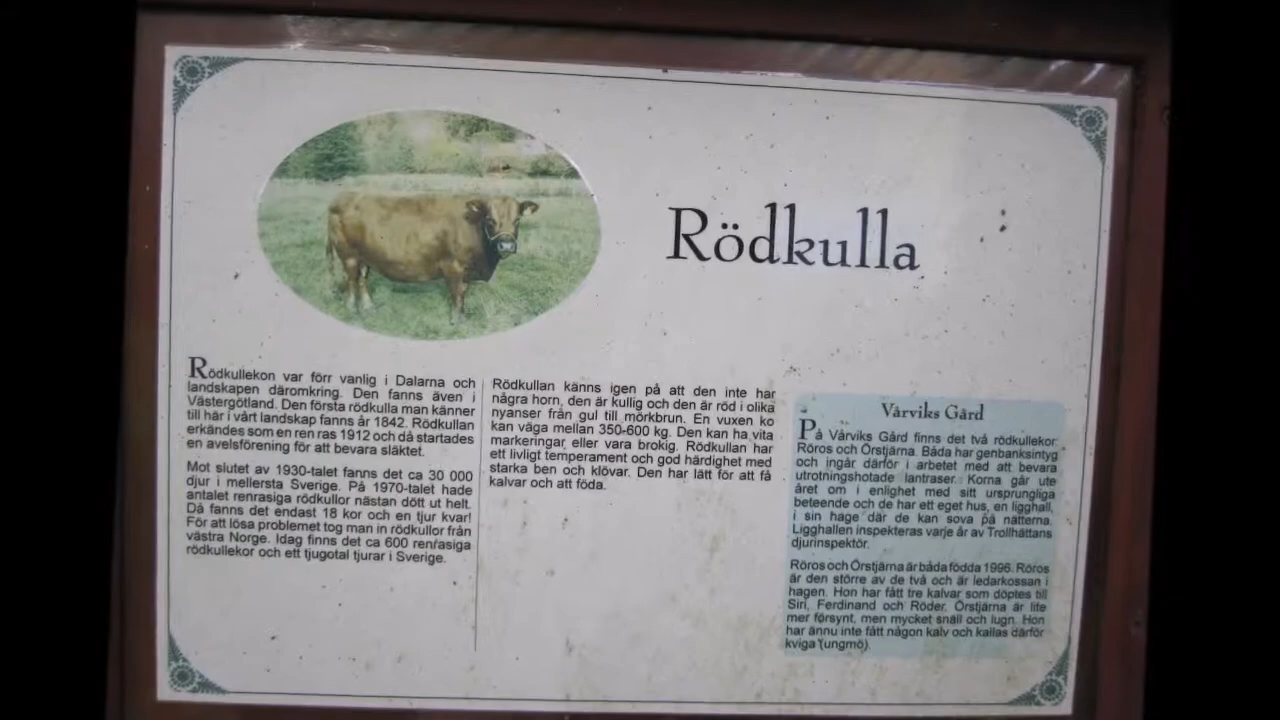 Rödkulla
Rödkullekon var förr vanlig i Dalarna och
landskapen däromkring. Den fanns även i
Västergötland. Den första rödkulla man känner
till här i vårt landskap fanns år 1842. Rödkullan
erkändes som en ren ras 1912 och då startades
en avelsförening för att bevara släktet.
Mot slutet av 1930-talet fanns det ca 30 000
djur i mellersta Sverige. På 1970-talet hade
antalet renrasiga rödkullor nästan dött ut helt.
Då fanns det endast 18 kor och en tjur kvar!
För att lösa problemet tog man in rödkullor från
västra Norge. Idag finns det ca 600 renrasiga
rödkullekor och ett tjugotal tjurar i Sverige.
Rödkullan känns igen på att den inte har
några horn, den är kullig och den är röd i olika
nyanser från gul till mörkbrun. En vuxen ko
kan väga mellan 350-600 kg. Den kan ha vita
markeringar eller vara brokig. Rödkullan har
ett livligt temperament och god härdighet med
starka ben och klövar. Den har lätt för att få
kalvar och att föda.
Vårviks Gård
På Vårviks Gård finns det två rödkullekor:
Röros och Örstjärna. Båda har genbanksintyg
och ingår därför i arbetet med att bevara
utrotningshotade lantraser. Korna går ute
året om i enlighet med sitt ursprungliga
beteende och de har ett eget hus, en ligghall,
i sin hage där de kan sova på nätterna.
Ligghallen inspekteras varje år av Trollhättans
djurinspektör.
Röros och Örstjärna är båda födda 1996. Röros
är den större av de två och är ledarkossan i
hagen. Hon har fått tre kalvar som döptes till
Siri, Ferdinand och Röder. Örstjärna är lite
mer försynt, men mycket snäll och lugn. Hon
har ännu inte fått någon kalv och kallas därför
kviga (ungmö).